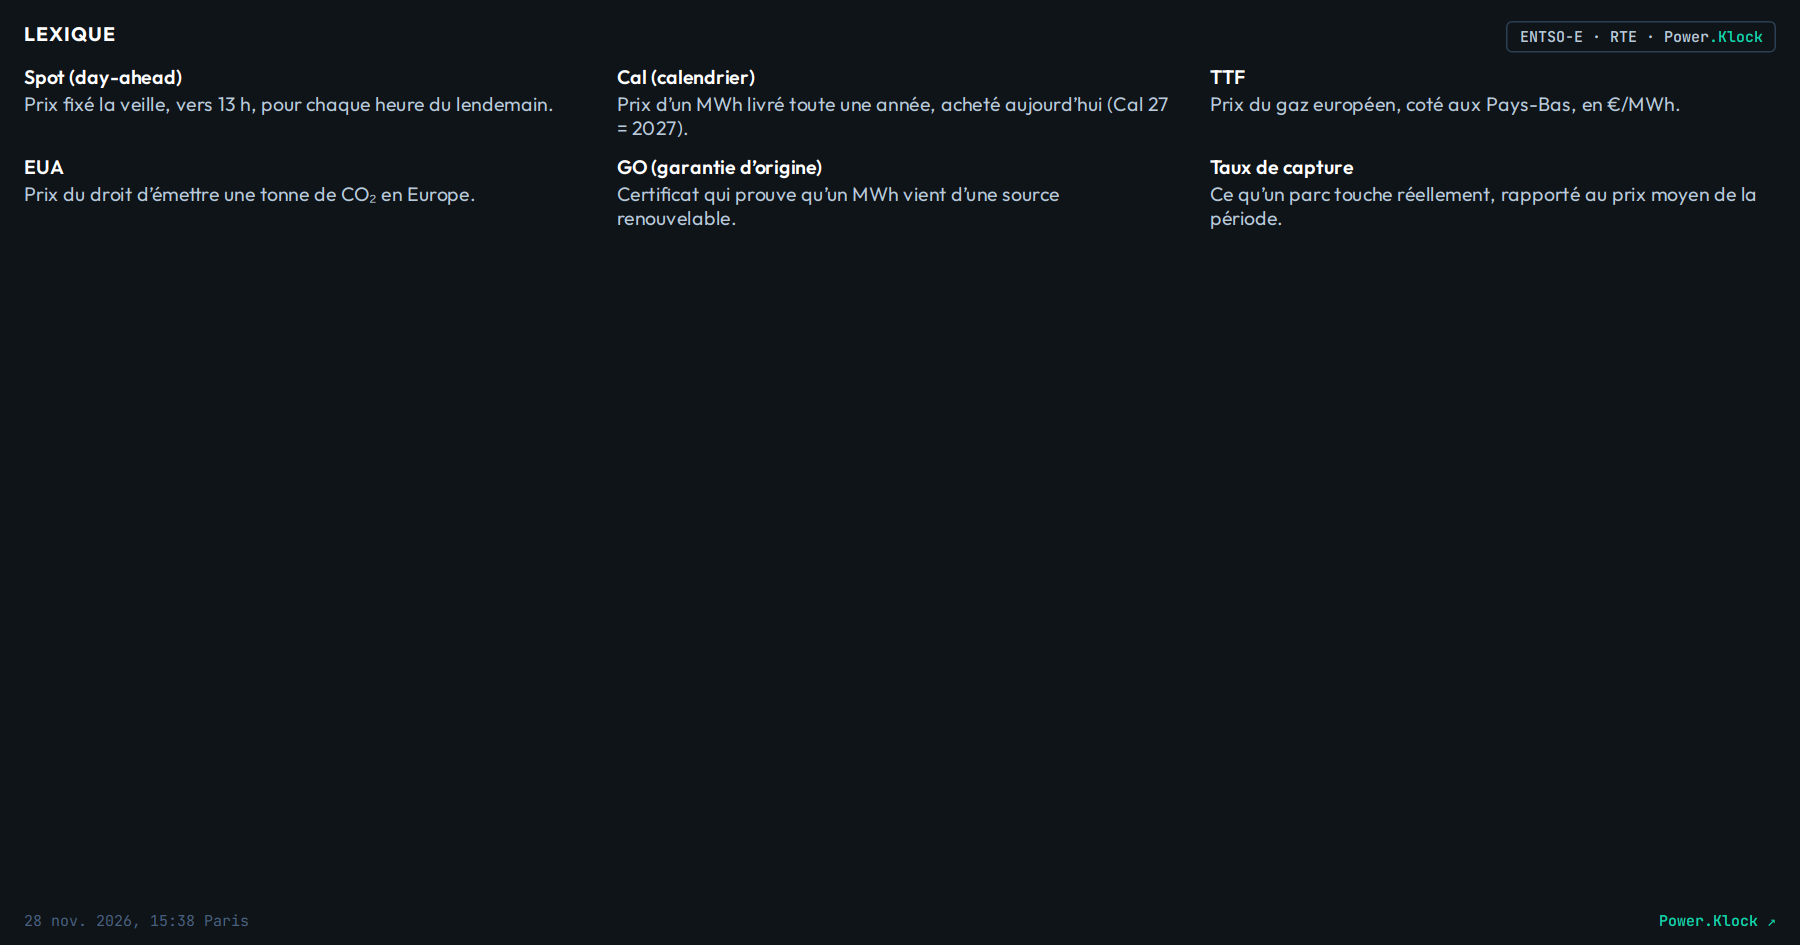 LEXIQUE
ENTSO-E · RTE · Power.Klock
Spot (day-ahead)
Prix fixé la veille, vers 13 h, pour chaque heure du lendemain.
Cal (calendrier)
Prix d’un MWh livré toute une année, acheté aujourd’hui (Cal 27
= 2027).
TTF
Prix du gaz européen, coté aux Pays-Bas, en €/MWh.
EUA
Prix du droit d’émettre une tonne de CO₂ en Europe.
GO (garantie d’origine)
Certificat qui prouve qu’un MWh vient d’une source
renouvelable.
Taux de capture
Ce qu’un parc touche réellement, rapporté au prix moyen de la
période.
28 nov. 2026, 15:38 Paris
Power.Klock ↗